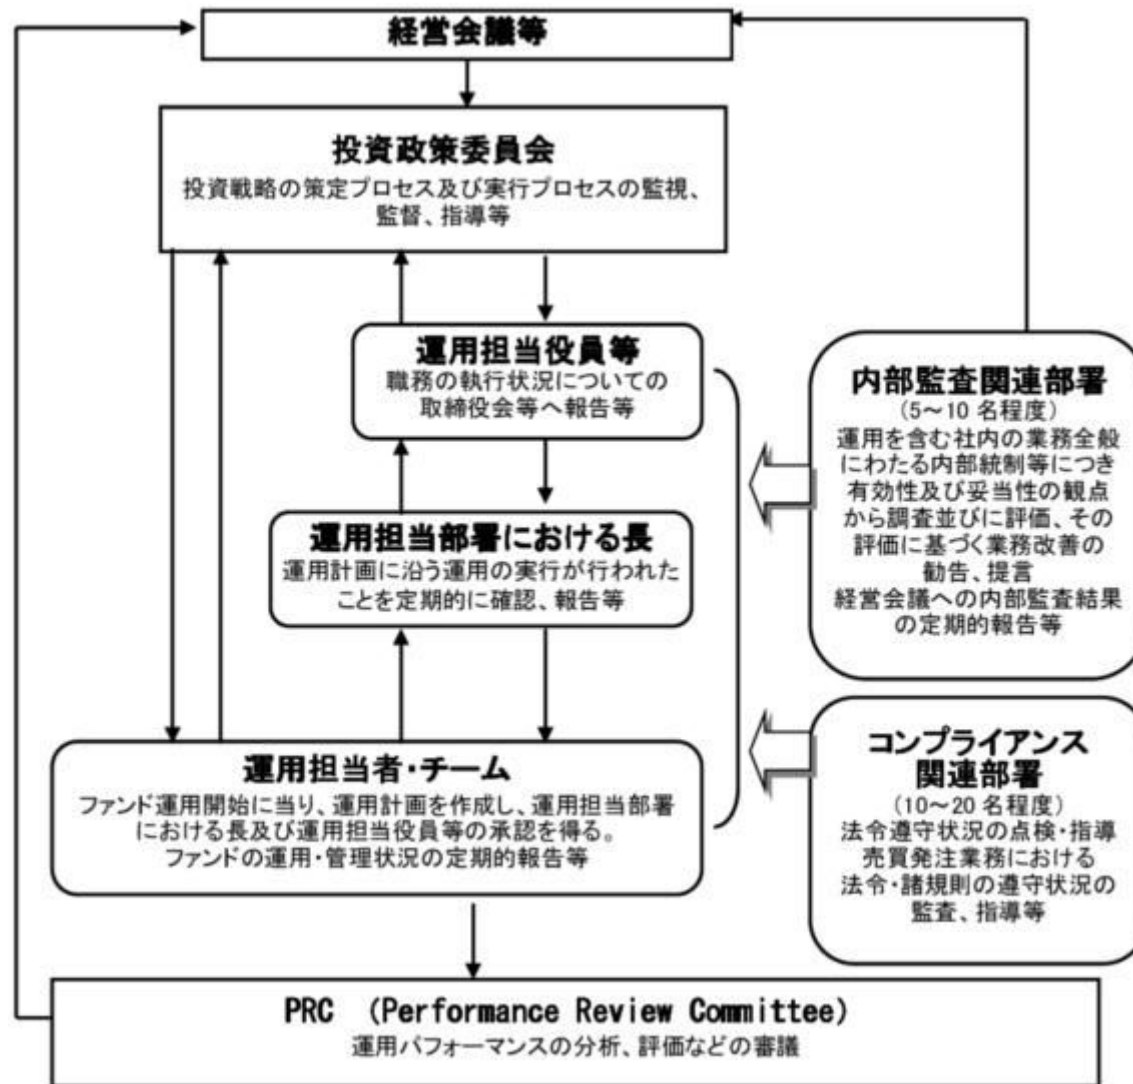 経営会議等
投資政策委員会
投資戦略の策定プロセス及び実行プロセスの監視、
監督、指導等
運用担当役員等
職務の執行状況についての
取締役会等へ報告等
運用担当部署における長
運用計画に沿う運用の実行が行われた
ことを定期的に確認、報告等
運用担当者・チーム
ファンド運用開始に当り、運用計画を作成し、運用担当部署
における長及び運用担当役員等の承認を得る。
ファンドの運用・管理状況の定期的報告等
内部監査関連部署
(5～10 名程度)
運用を含む社内の業務全般
にわたる内部統制等につき
有効性及び妥当性の観点
から調査並びに評価、その
評価に基づく業務改善の
勧告、提言
経営会議への内部監査結果
の定期的報告等
コンプライアンス
関連部署
(10～20 名程度)
法令遵守状況の点検・指導
売買発注業務における
法令・諸規則の遵守状況の
監査、指導等
PRC (Performance Review Committee)
運用パフォーマンスの分析、評価などの審議